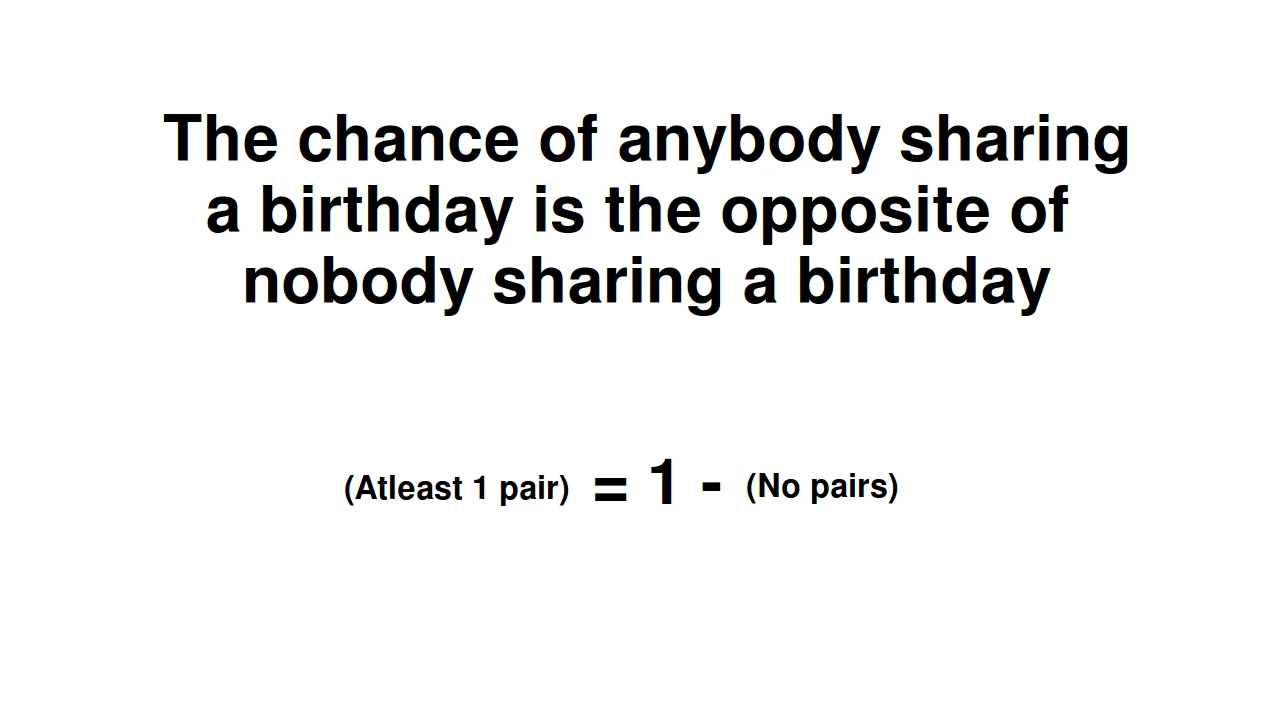 The chance of anybody sharing
a birthday is the opposite of
nobody sharing a birthday
(Atleast 1 pair) = 1 - (No pairs)